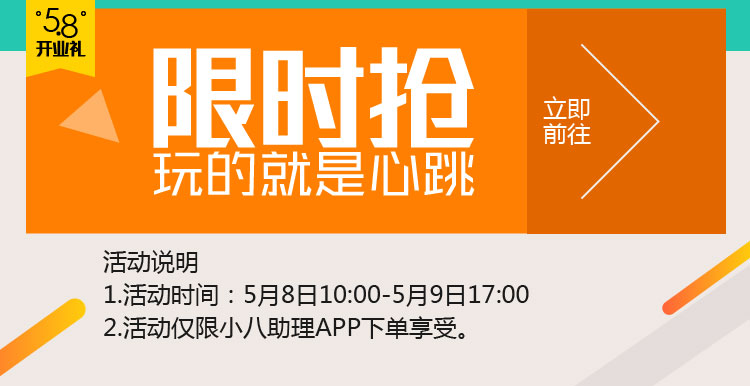 5.8
开业礼
限时抢
玩的就是心跳
立即
前往
活动说明
1.活动时间：5月8日10:00-5月9日17:00
2.活动仅限小八助理APP下单享受。